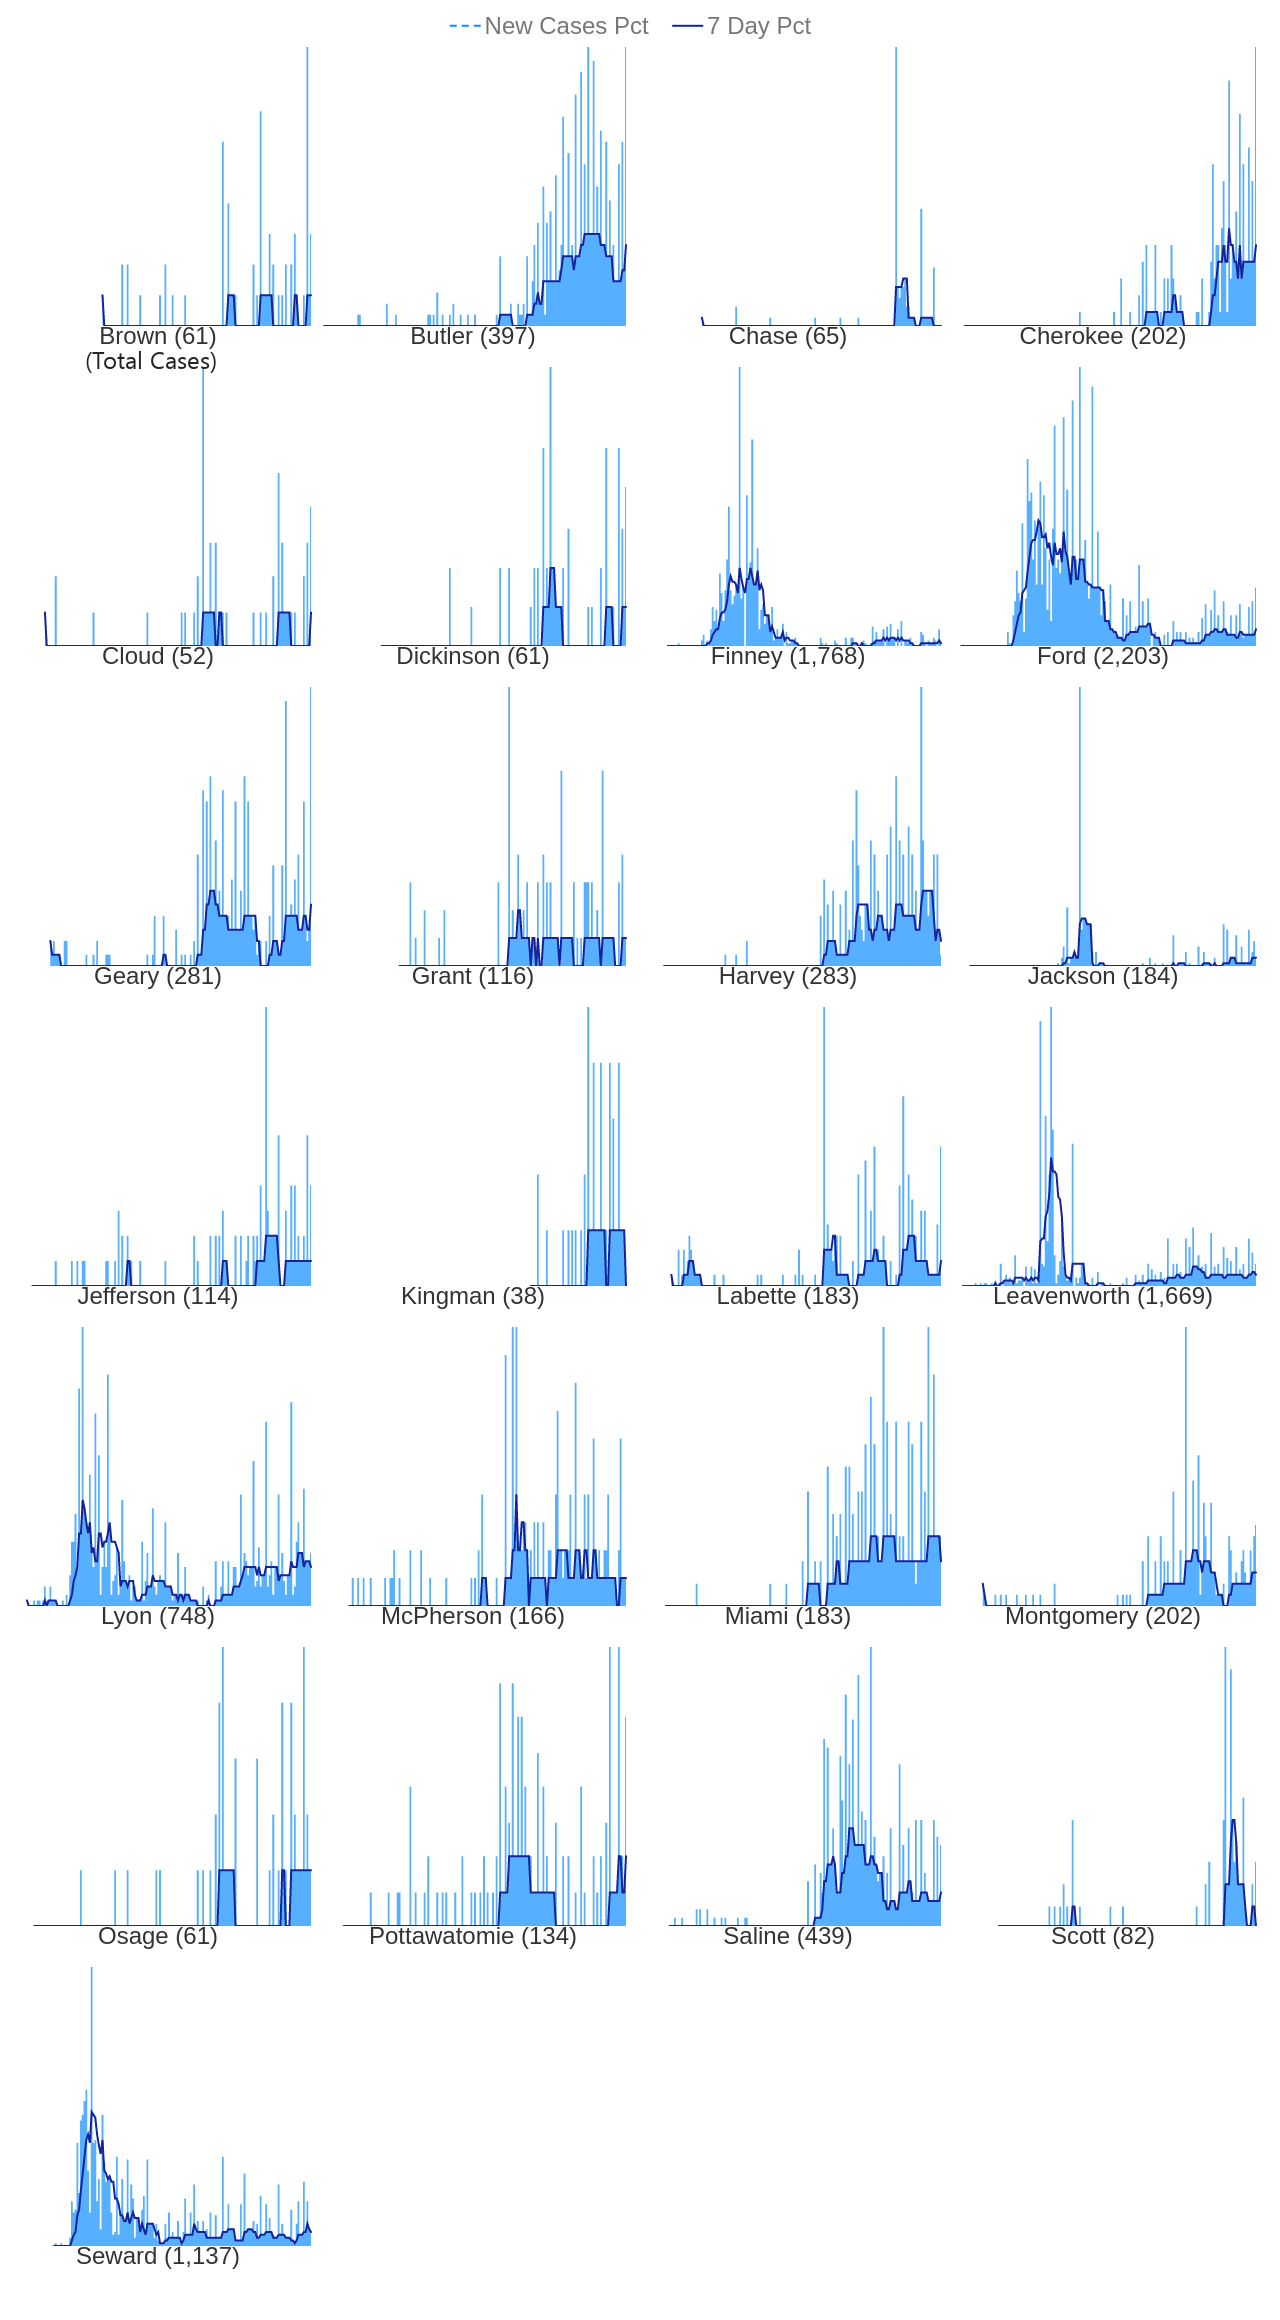 New Cases Pct 7 Day Pct
Brown (61) Butler (397) Chase (65) Cherokee (202)
(Total Cases)
Cloud (52) Dickinson (61) Finney (1,768) Ford (2,203)
Geary (281) Grant (116) Harvey (283) Jackson (184)
Jefferson (114) Kingman (38) Labette (183) Leavenworth (1,669)
Lyon (748) McPherson (166) Miami (183) Montgomery (202)
Osage (61) Pottawatomie (134) Saline (439) Scott (82)
Seward (1,137)